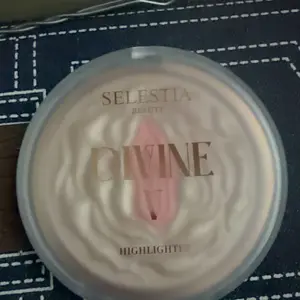 SELESTIA
BEAUTY
DIVINE
V
HIGHLIGHTER